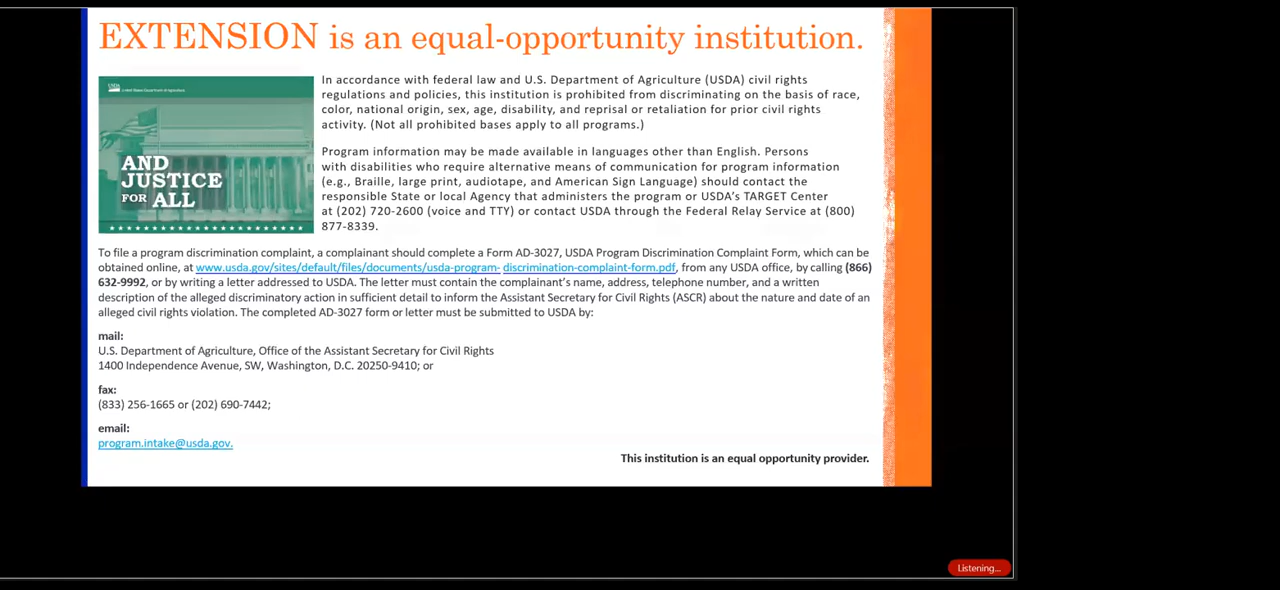 EXTENSION is an equal-opportunity institution.
USDA United States Department of Agriculture
AND
JUSTICE
FOR ALL
In accordance with federal law and U.S. Department of Agriculture (USDA) civil rights
regulations and policies, this institution is prohibited from discriminating on the basis of race,
color, national origin, sex, age, disability, and reprisal or retaliation for prior civil rights
activity. (Not all prohibited bases apply to all programs.)
Program information may be made available in languages other than English. Persons
with disabilities who require alternative means of communication for program information
(e.g., Braille, large print, audiotape, and American Sign Language) should contact the
responsible State or local Agency that administers the program or USDA's TARGET Center
at (202) 720-2600 (voice and TTY) or contact USDA through the Federal Relay Service at (800)
877-8339.
To file a program discrimination complaint, a complainant should complete a Form AD-3027, USDA Program Discrimination Complaint Form, which can be
obtained online, at www.usda.gov/sites/default/files/documents/usda-program- discrimination-complaint-form.pdf, from any USDA office, by calling (866)
632-9992, or by writing a letter addressed to USDA. The letter must contain the complainant's name, address, telephone number, and a written
description of the alleged discriminatory action in sufficient detail to inform the Assistant Secretary for Civil Rights (ASCR) about the nature and date of an
alleged civil rights violation. The completed AD-3027 form or letter must be submitted to USDA by:
mail:
U.S. Department of Agriculture, Office of the Assistant Secretary for Civil Rights
1400 Independence Avenue, SW, Washington, D.C. 20250-9410; or
fax:
(833) 256-1665 or (202) 690-7442;
email:
program.intake@usda.gov.
This institution is an equal opportunity provider.
Listening...